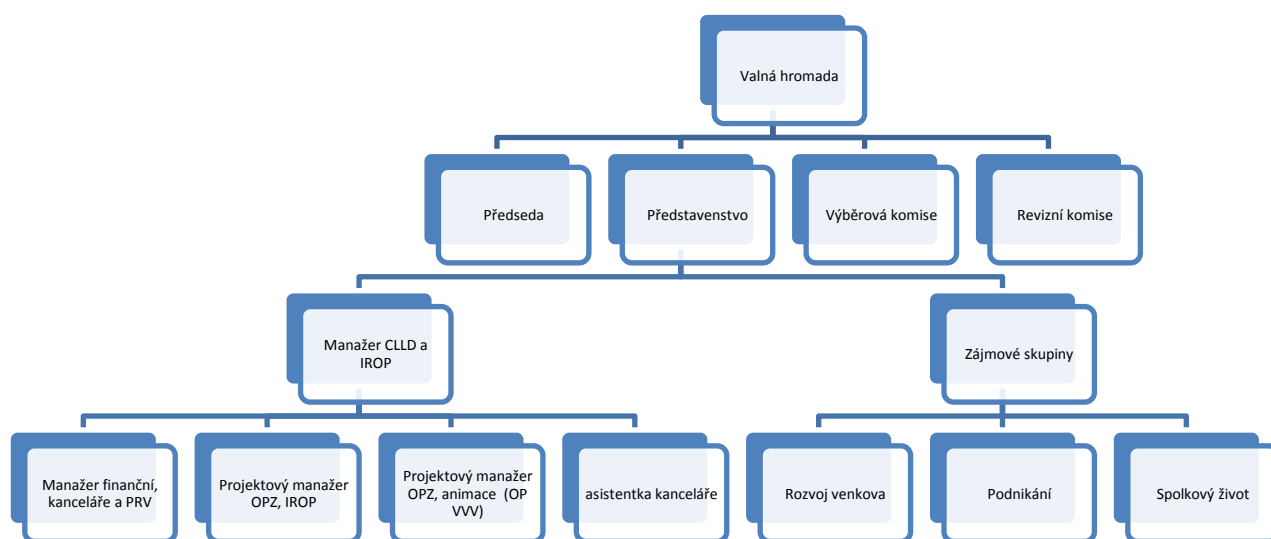 Valná hromada
Předseda
Představenstvo
Výběrová komise
Revizní komise
Manažer CLLD a
IROP
Zájmové skupiny
Manažer finanční,
kanceláře a PRV
Projektový manažer
OPZ, IROP
Projektový manažer
OPZ, animace  (OP
VVV)
asistentka kanceláře
Rozvoj venkova
Podnikání
Spolkový život